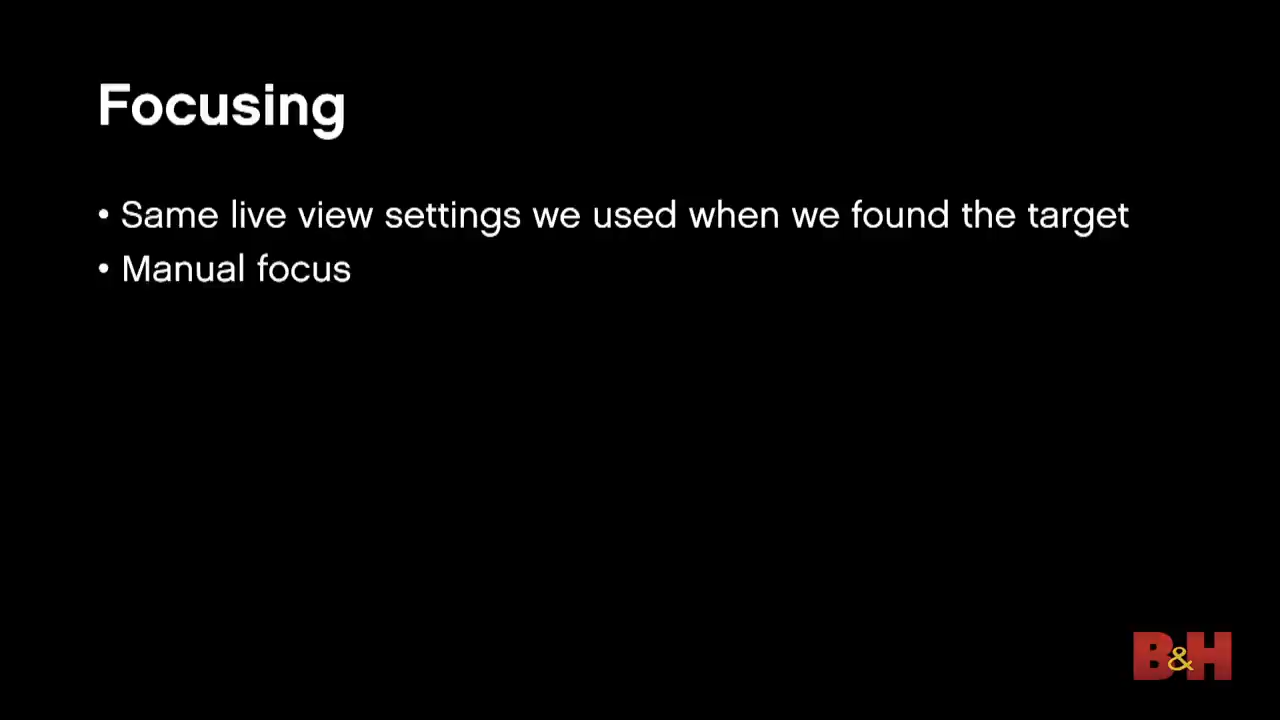 Focusing
• Same live view settings we used when we found the target
• Manual focus
B&H